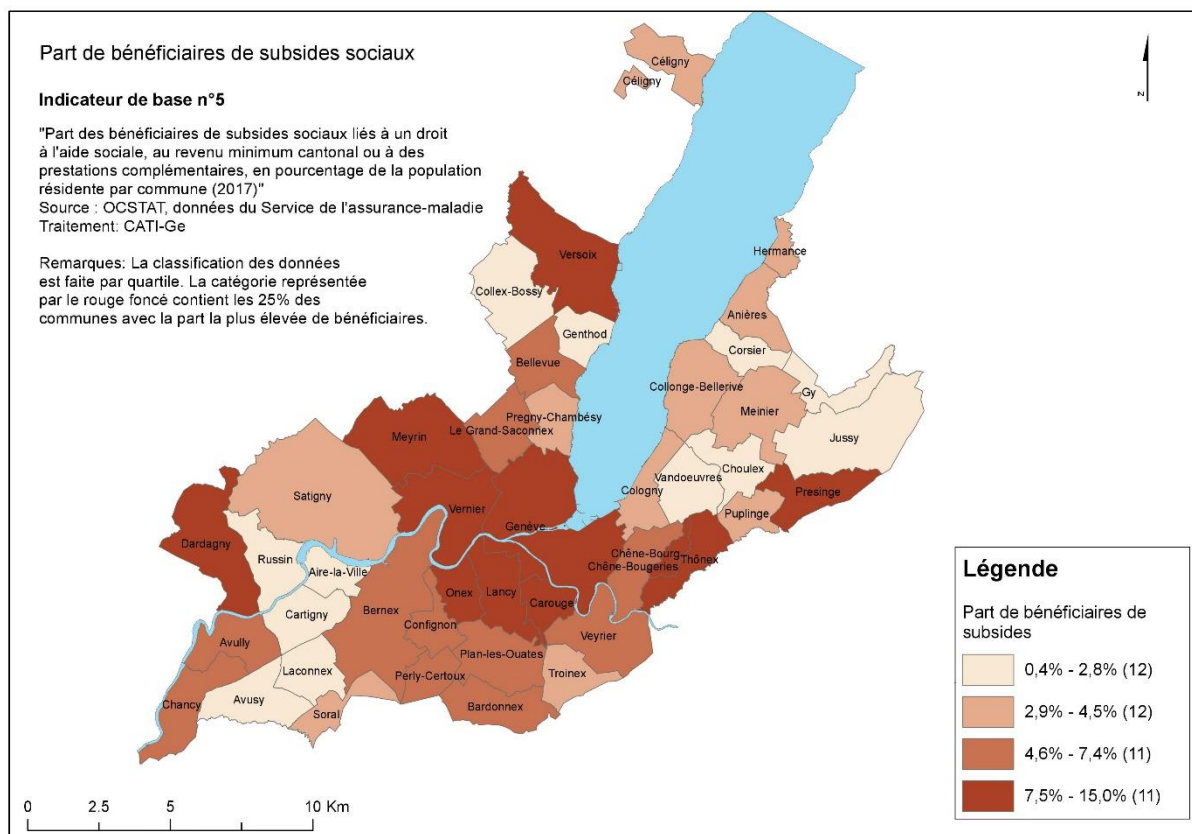 Part de bénéficiaires de subsides sociaux
Indicateur de base n°5
"Part des bénéficiaires de subsides sociaux liés à un droit
à l'aide sociale, au revenu minimum cantonal ou à des
prestations complémentaires, en pourcentage de la population
résidente par commune (2017)"
Source : OCSTAT, données du Service de l'assurance-maladie
Traitement: CATI-Ge
Remarques: La classification des données
est faite par quartile. La catégorie représentée
par le rouge foncé contient les 25% des
communes avec la part la plus élevée de bénéficiaires.
N
Céligny
Céligny
Hermance
Versoix
Collex-Bossy
Anières
Genthod
Corsier
Bellevue
Collonge-Bellerive
Gy
Meinier
Pregny-Chambésy
Le Grand-Saconnex
Meyrin
Jussy
Choulex
Vandoeuvres
Presinge
Cologny
Satigny
Vernier
Puplinge
Genève
Dardagny
Chêne-Bourg
Thônex
Chêne-Bougeries
Russin
Aire-la-Ville
Onex
Lancy
Carouge
Bernex
Cartigny
Confignon
Veyrier
Avully
Plan-les-Ouates
Laconnex
Perly-Certoux
Troinex
Avusy
Chancy
Bardonnex
Soral
Légende
Part de bénéficiaires de
subsides
0,4% - 2,8% (12)
2,9% - 4,5% (12)
4,6% - 7,4% (11)
7,5% - 15,0% (11)
0 2.5 5 10 Km